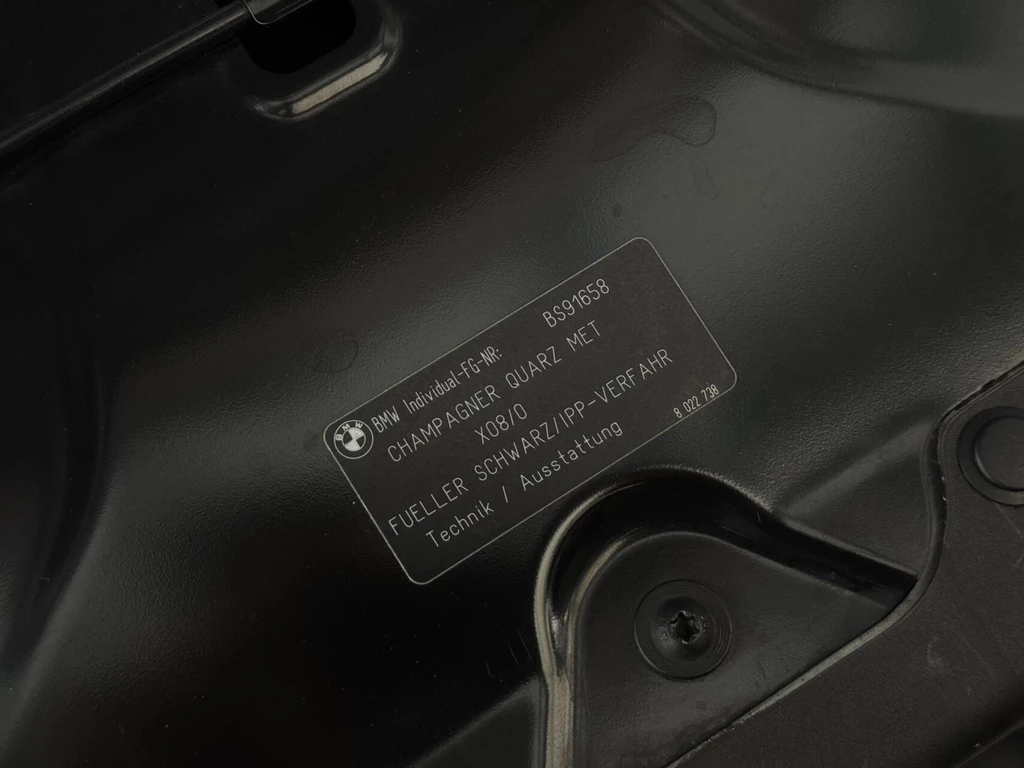 BMW
BMW Individual-FG-NR: BS91658
CHAMPAGNER QUARZ MET
X08/0
FUELLER SCHWARZ/IPP-VERFAHR
Technik / Ausstattung 8 022 738